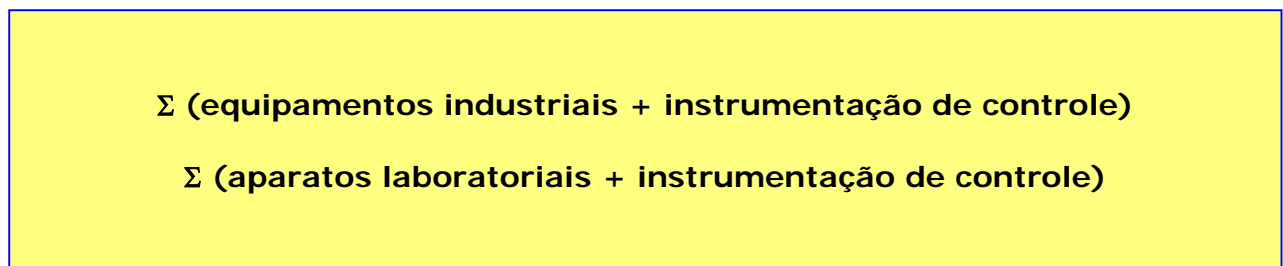 Σ (equipamentos industriais + instrumentação de controle)
Σ (aparatos laboratoriais + instrumentação de controle)